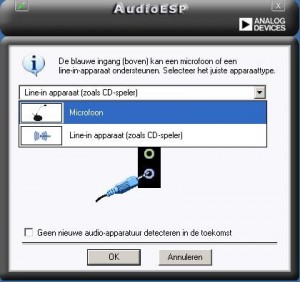 AudioESP
ANALOG
DEVICES
De blauwe ingang (boven) kan een microfoon of een
line-in-apparaat ondersteunen. Selecteer het juiste apparaattype.
Line-in apparaat (zoals CD-speler)
Microfoon
Line-in apparaat (zoals CD-speler)
Geen nieuwe audio-apparatuur detecteren in de toekomst
OK Annuleren